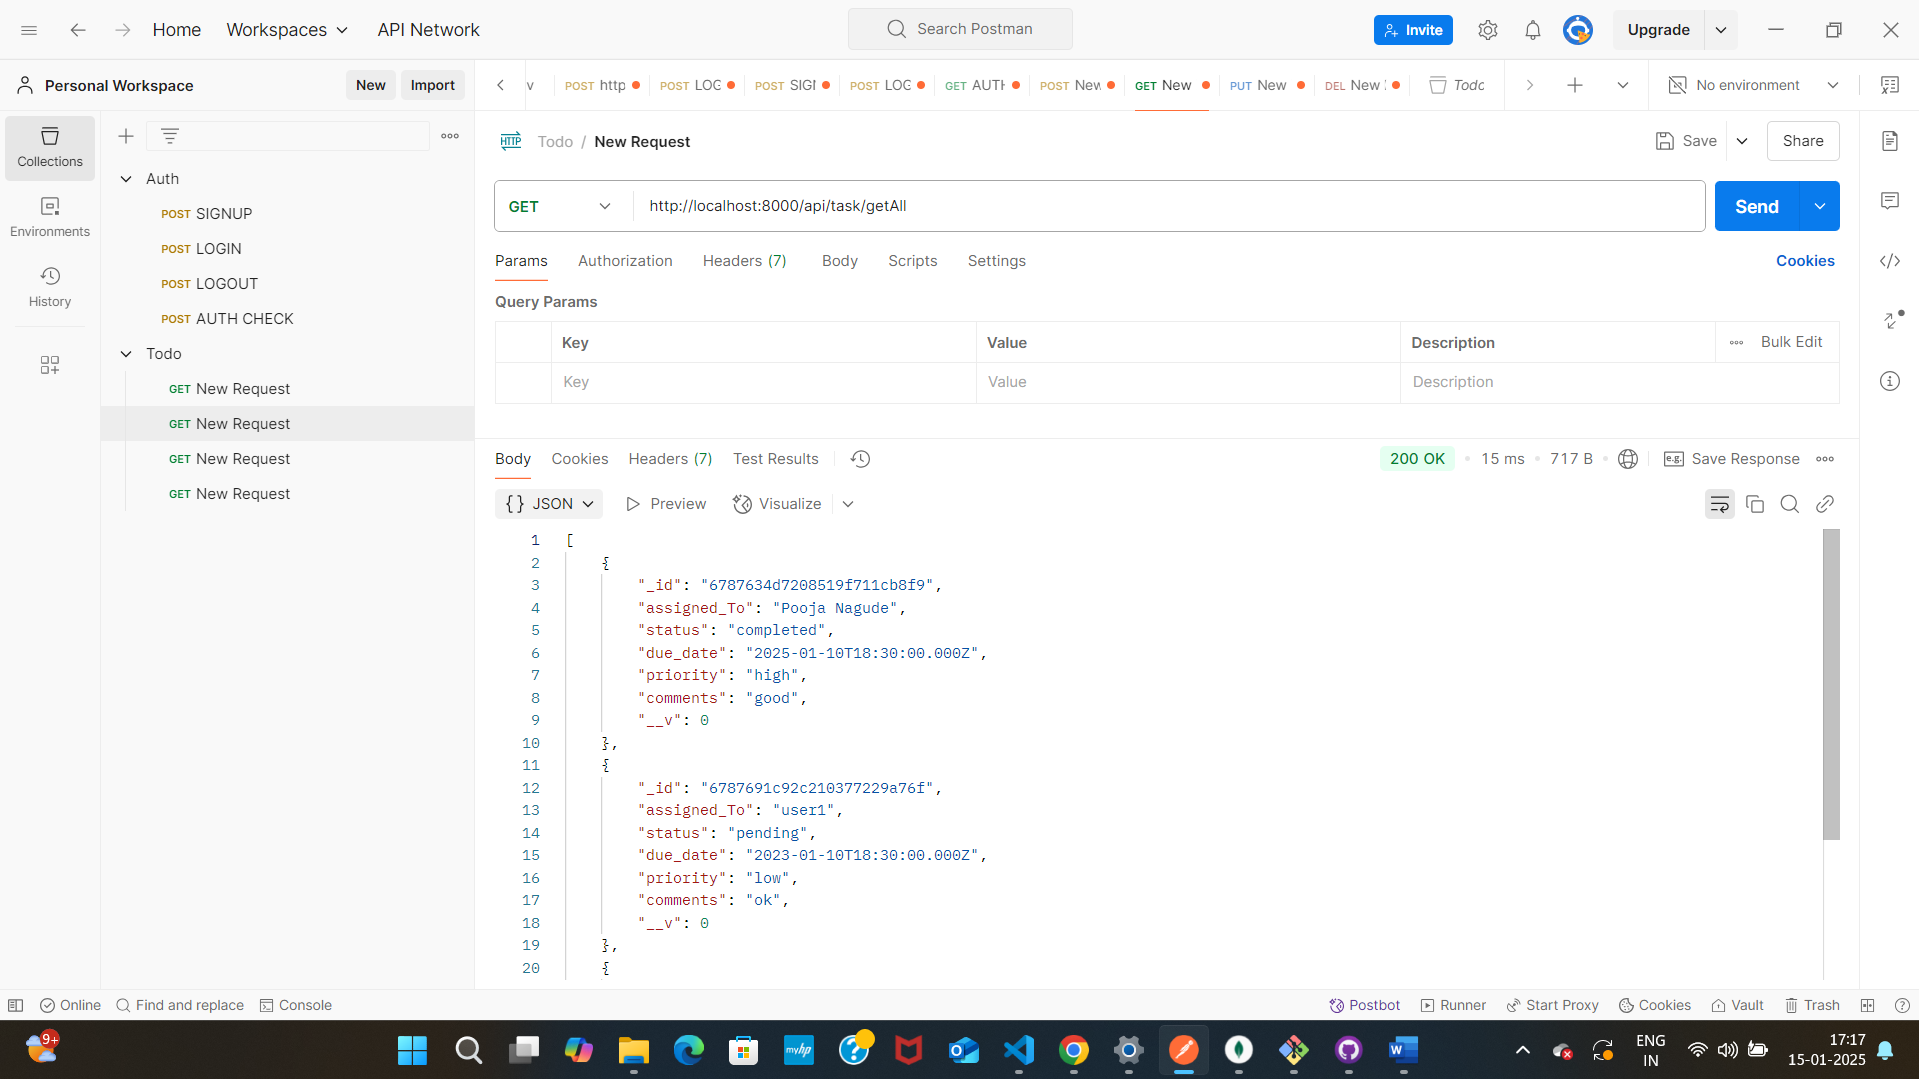 Home
Workspaces
API Network
Search Postman
Invite
Upgrade
Personal Workspace
New
Import
v
POST http
POST LOC
POST SIGI
POST LOC
GET AUTH
POST New
GET New
PUT New
DEL New
Todo
No environment
Collections
Environments
History
Auth
POST SIGNUP
POST LOGIN
POST LOGOUT
POST AUTH CHECK
Todo
GET New Request
GET New Request
GET New Request
GET New Request
HTTP Todo / New Request
Save
Share
GET
http://localhost:8000/api/task/getAll
Send
Params
Authorization
Headers (7)
Body
Scripts
Settings
Cookies
Query Params
Key
Value
Description
Bulk Edit
Key
Value
Description
Body
Cookies
Headers (7)
Test Results
200 OK
15 ms
717 B
e.g.
Save Response
{} JSON
Preview
Visualize
1 [
2 {
3 "_id": "6787634d7208519f711cb8f9",
4 "assigned_To": "Pooja Nagude",
5 "status": "completed",
6 "due_date": "2025-01-10T18:30:00.000Z",
7 "priority": "high",
8 "comments": "good",
9 "__v": 0
10 },
11 {
12 "_id": "6787691c92c210377229a76f",
13 "assigned_To": "user1",
14 "status": "pending",
15 "due_date": "2023-01-10T18:30:00.000Z",
16 "priority": "low",
17 "comments": "ok",
18 "__v": 0
19 },
20 {
Online
Find and replace
Console
Postbot
Runner
Start Proxy
Cookies
Vault
Trash
9+
myhp
ENG
IN
17:17
15-01-2025